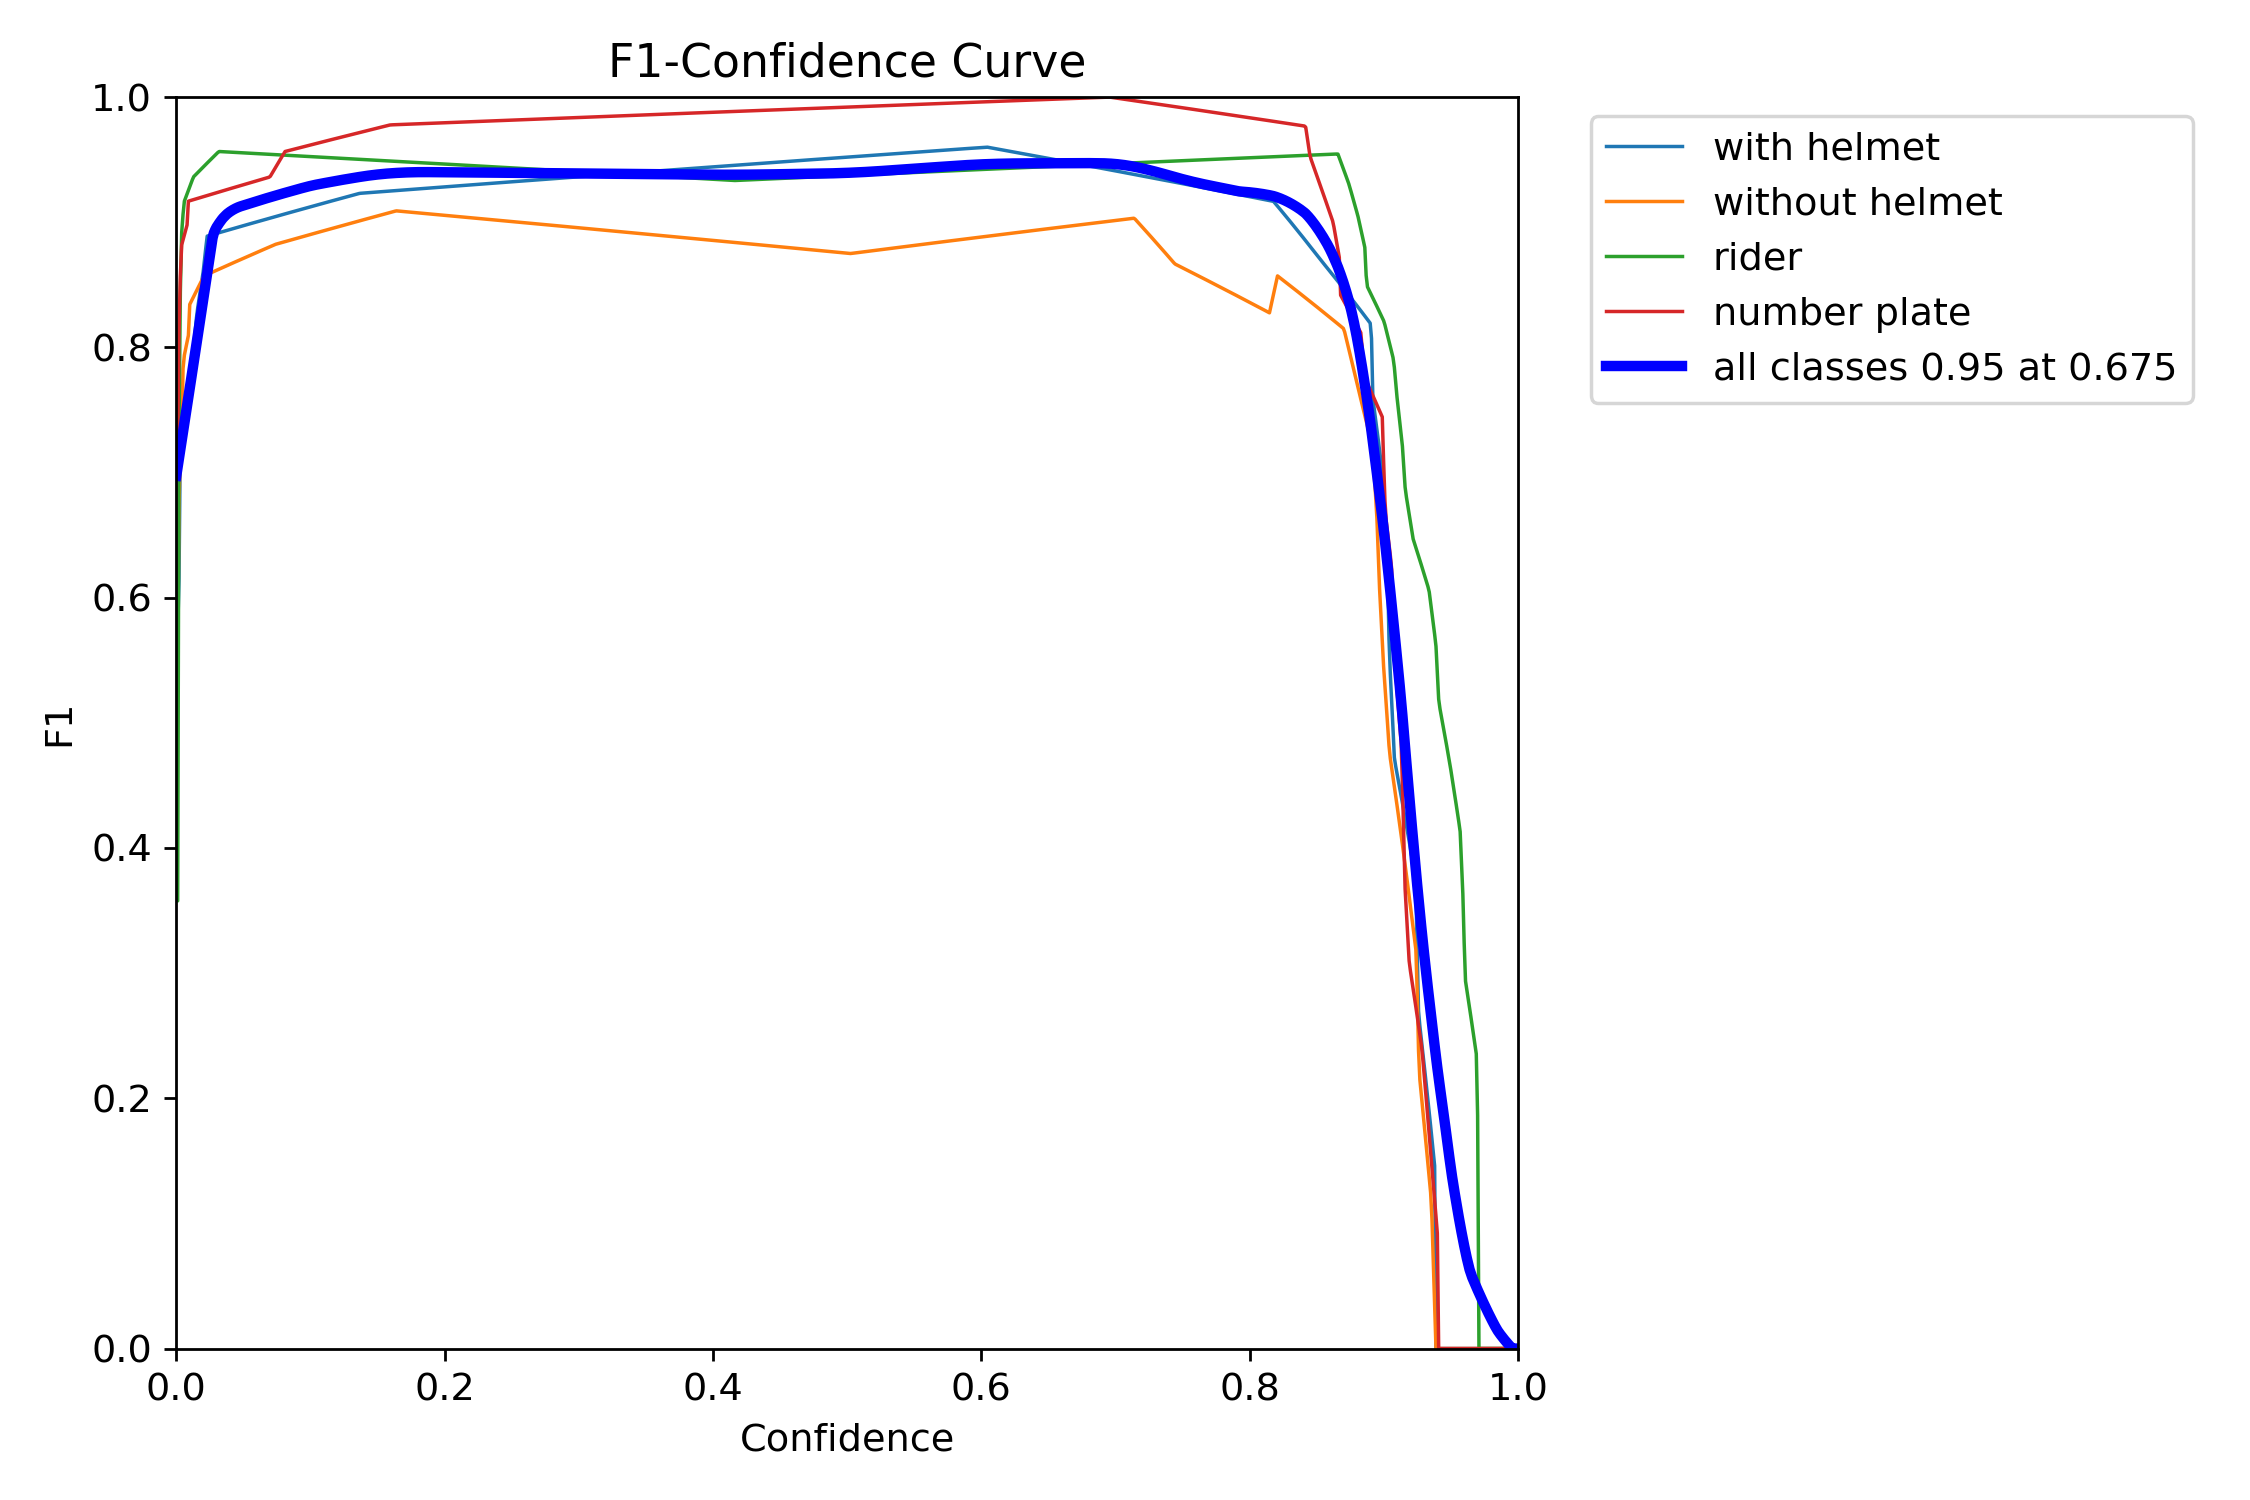 F1-Confidence Curve
1.0
0.8
0.6
0.4
0.2
0.0
F1
0.0 0.2 0.4 0.6 0.8 1.0
Confidence
with helmet
without helmet
rider
number plate
all classes 0.95 at 0.675